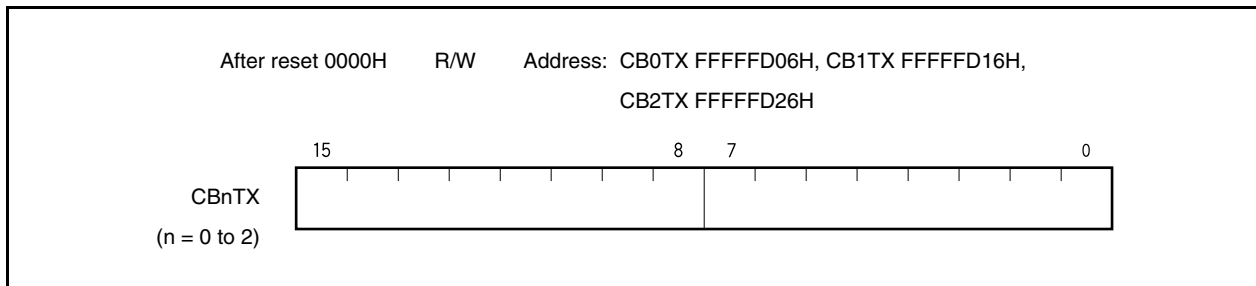 After reset 0000H R/W Address: CB0TX FFFFFD06H, CB1TX FFFFFD16H,
CB2TX FFFFFD26H
15 8 7 0
CBnTX
(n = 0 to 2)